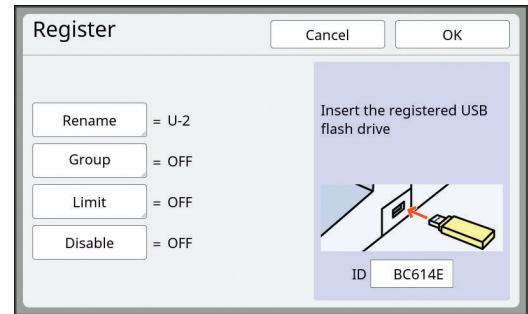 Register
Cancel
OK
Rename = U-2
Group = OFF
Limit = OFF
Disable = OFF
Insert the registered USB
flash drive
ID BC614E